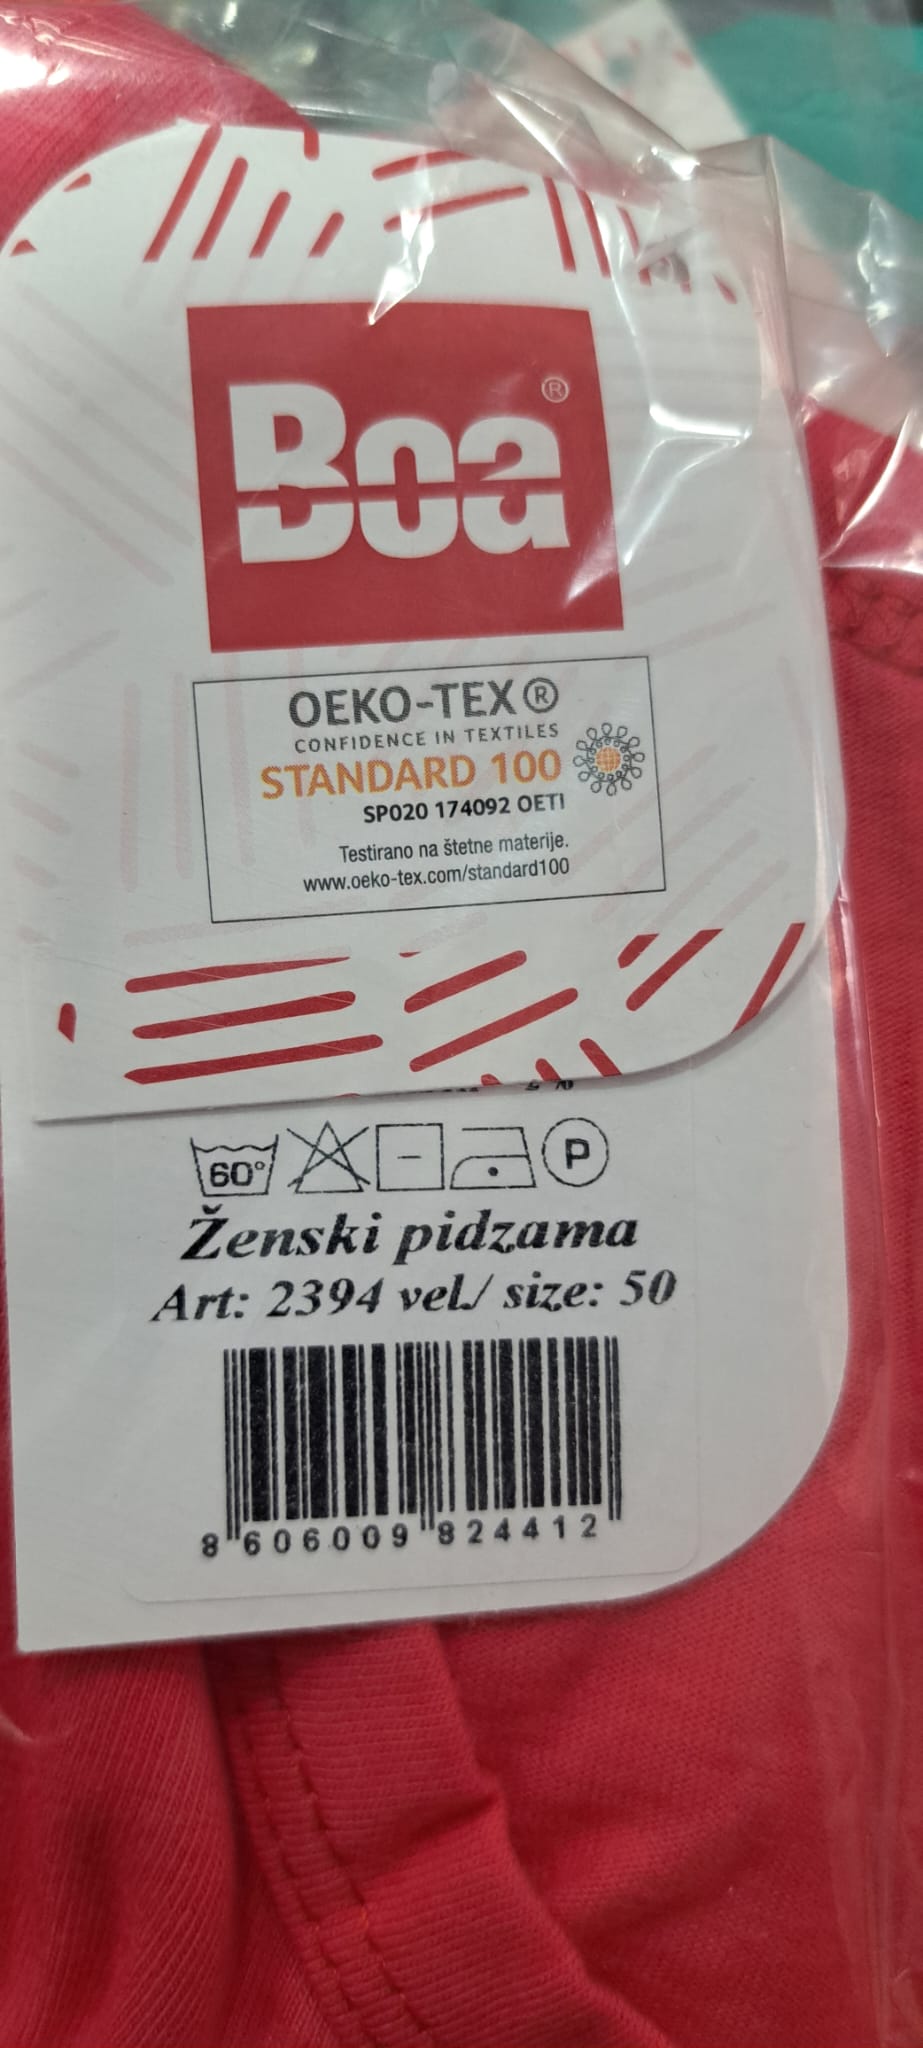 Boa®
OEKO-TEX®
CONFIDENCE IN TEXTILES
STANDARD 100
SP020 174092 OETI
Testirano na štetne materije.
www.oeko-tex.com/standard100
60°
P
Ženski pidzama
Art: 2394 vel./ size: 50
8 606009 824412